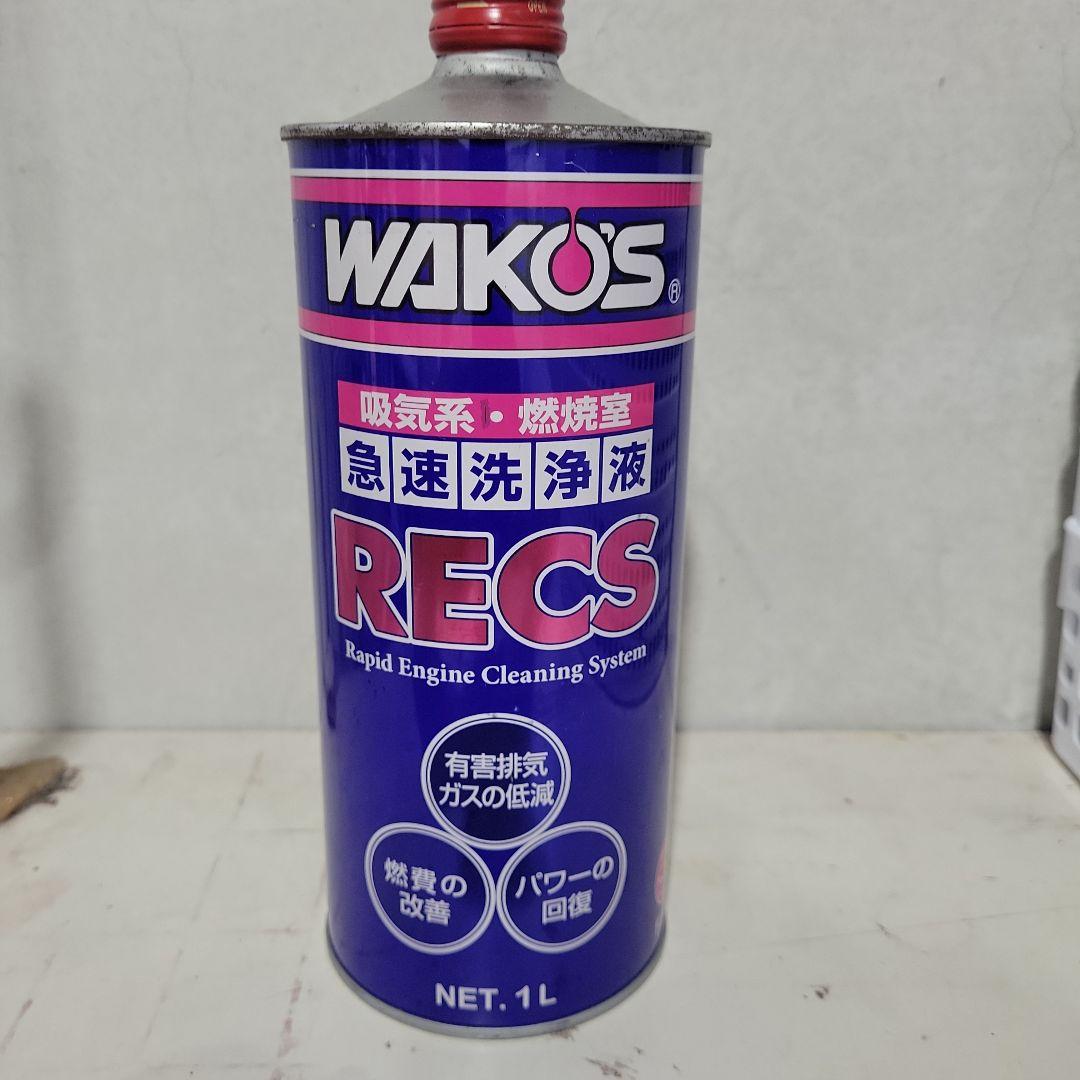 OPEN
WAKO'S®
吸気系・燃焼室
急速洗浄液
RECS
Rapid Engine Cleaning System
有害排気
ガスの低減
燃費の
改善
パワーの
回復
NET. 1L